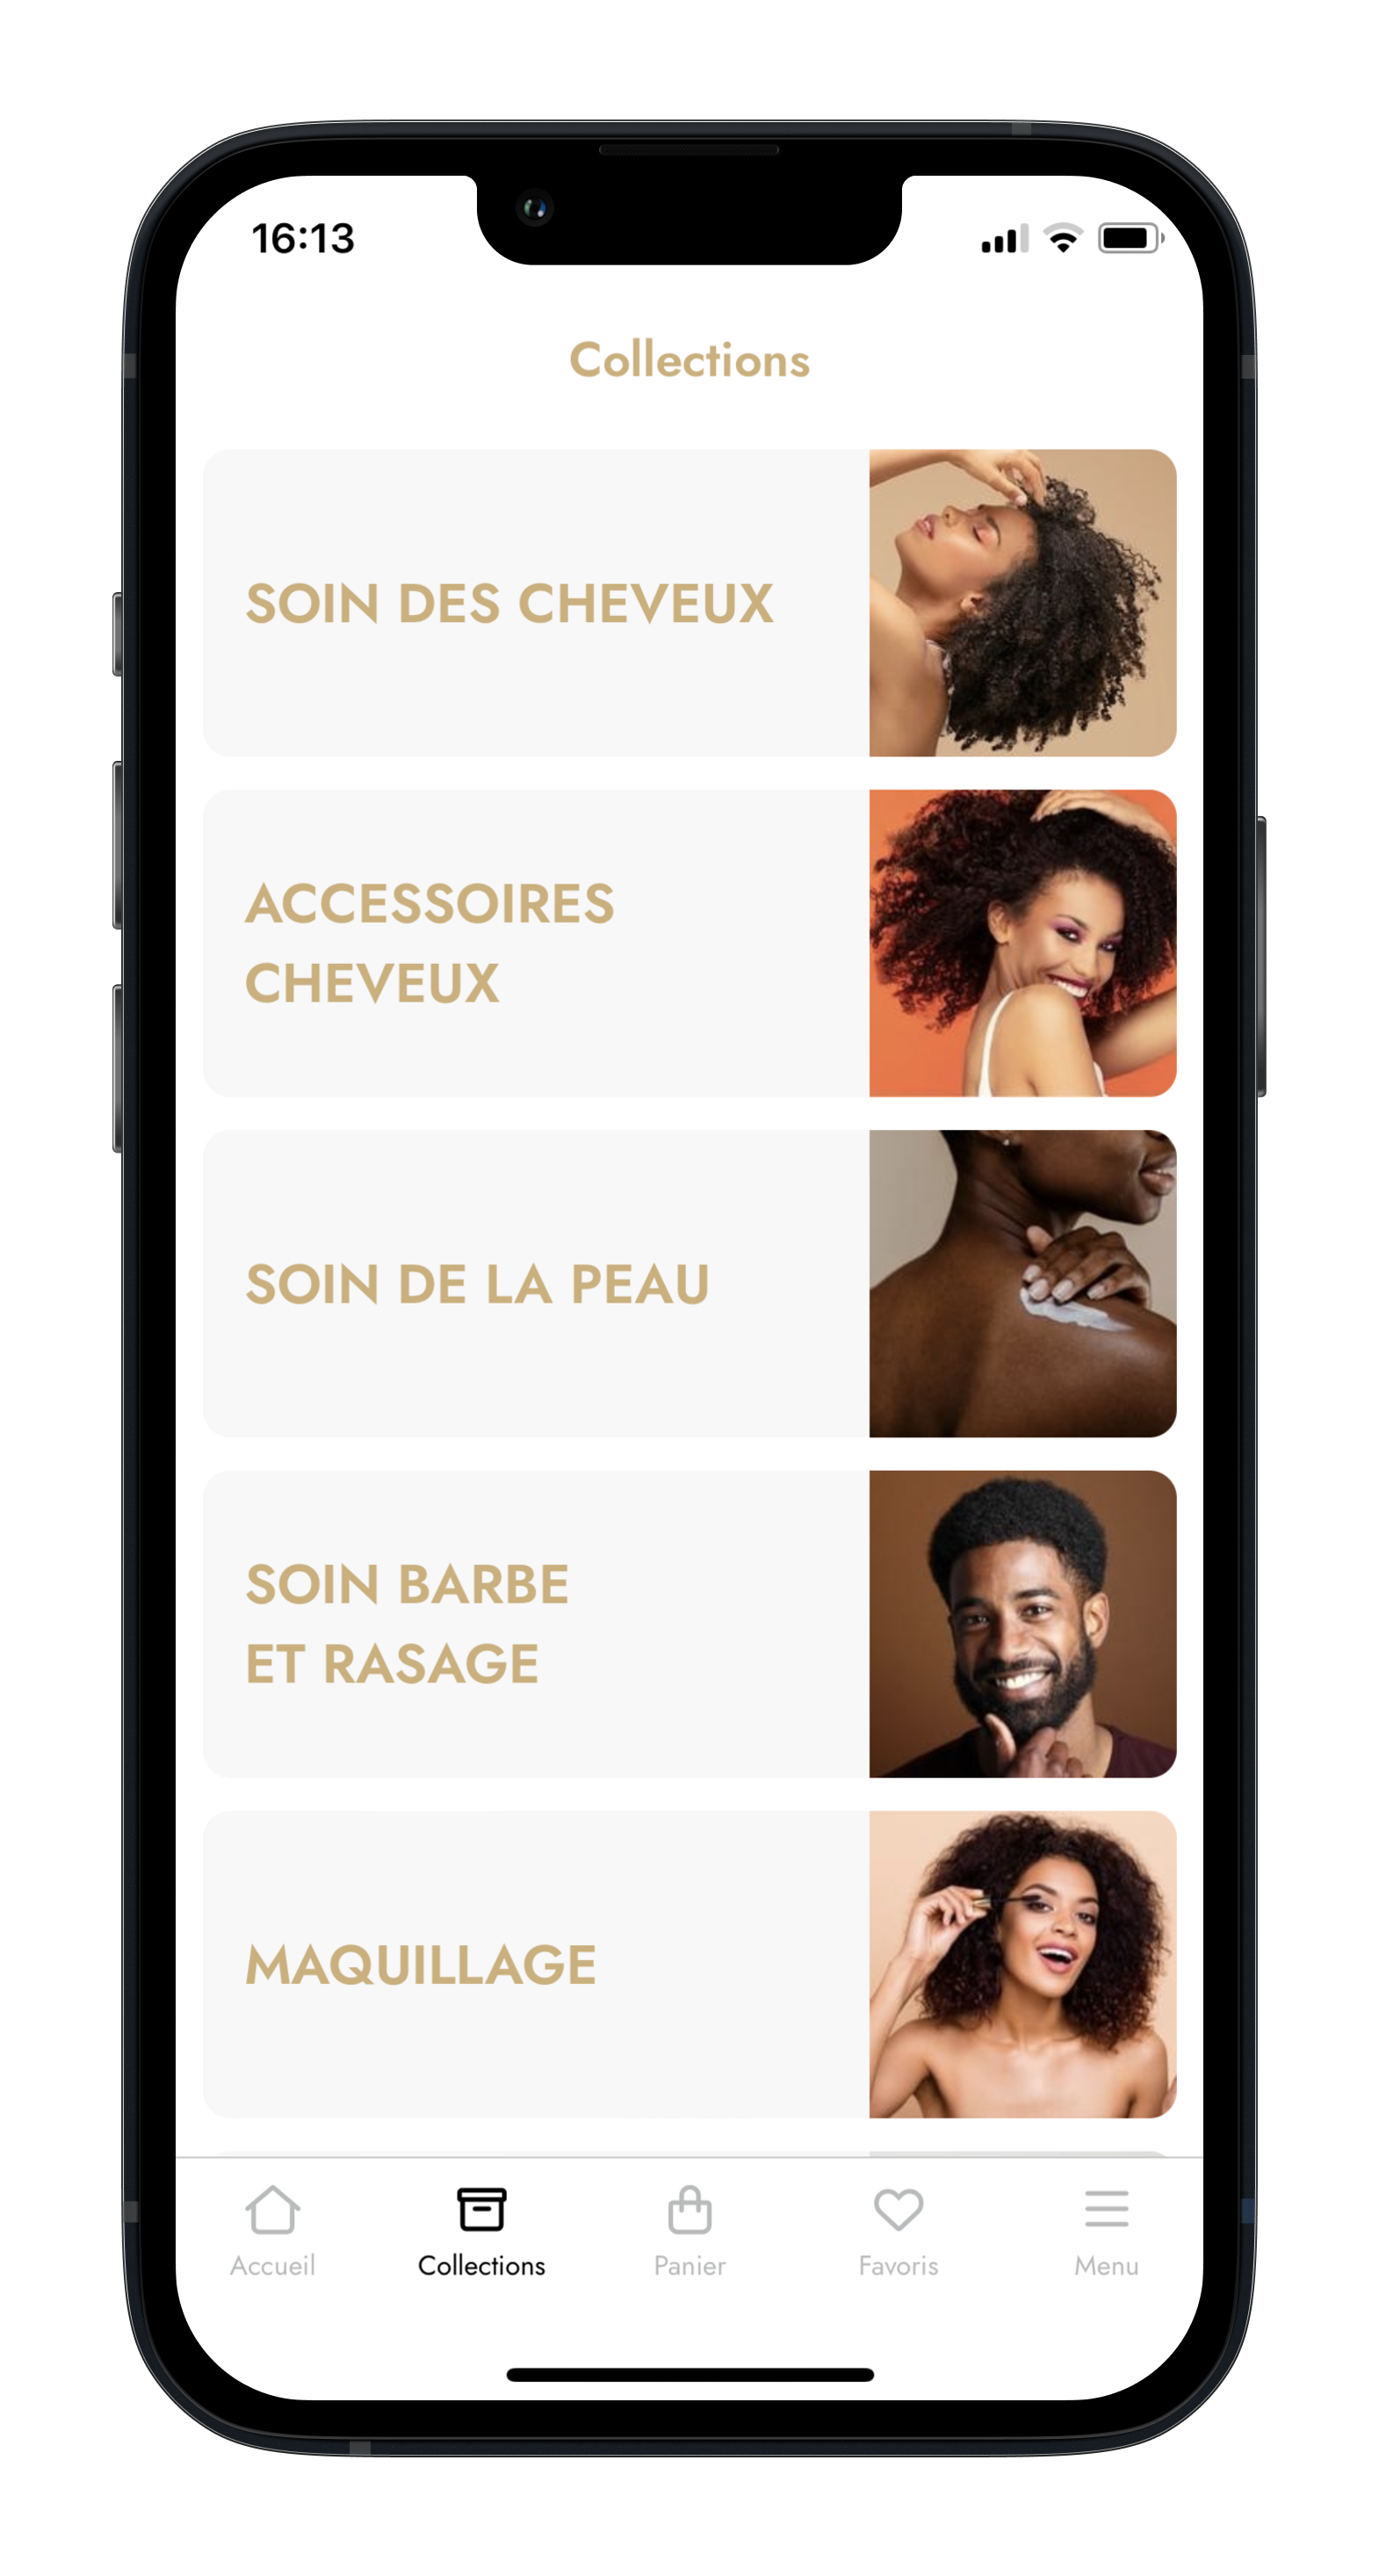 16:13
Collections
SOIN DES CHEVEUX
ACCESSOIRES
CHEVEUX
SOIN DE LA PEAU
SOIN BARBE
ET RASAGE
MAQUILLAGE
Accueil
Collections
Panier
Favoris
Menu